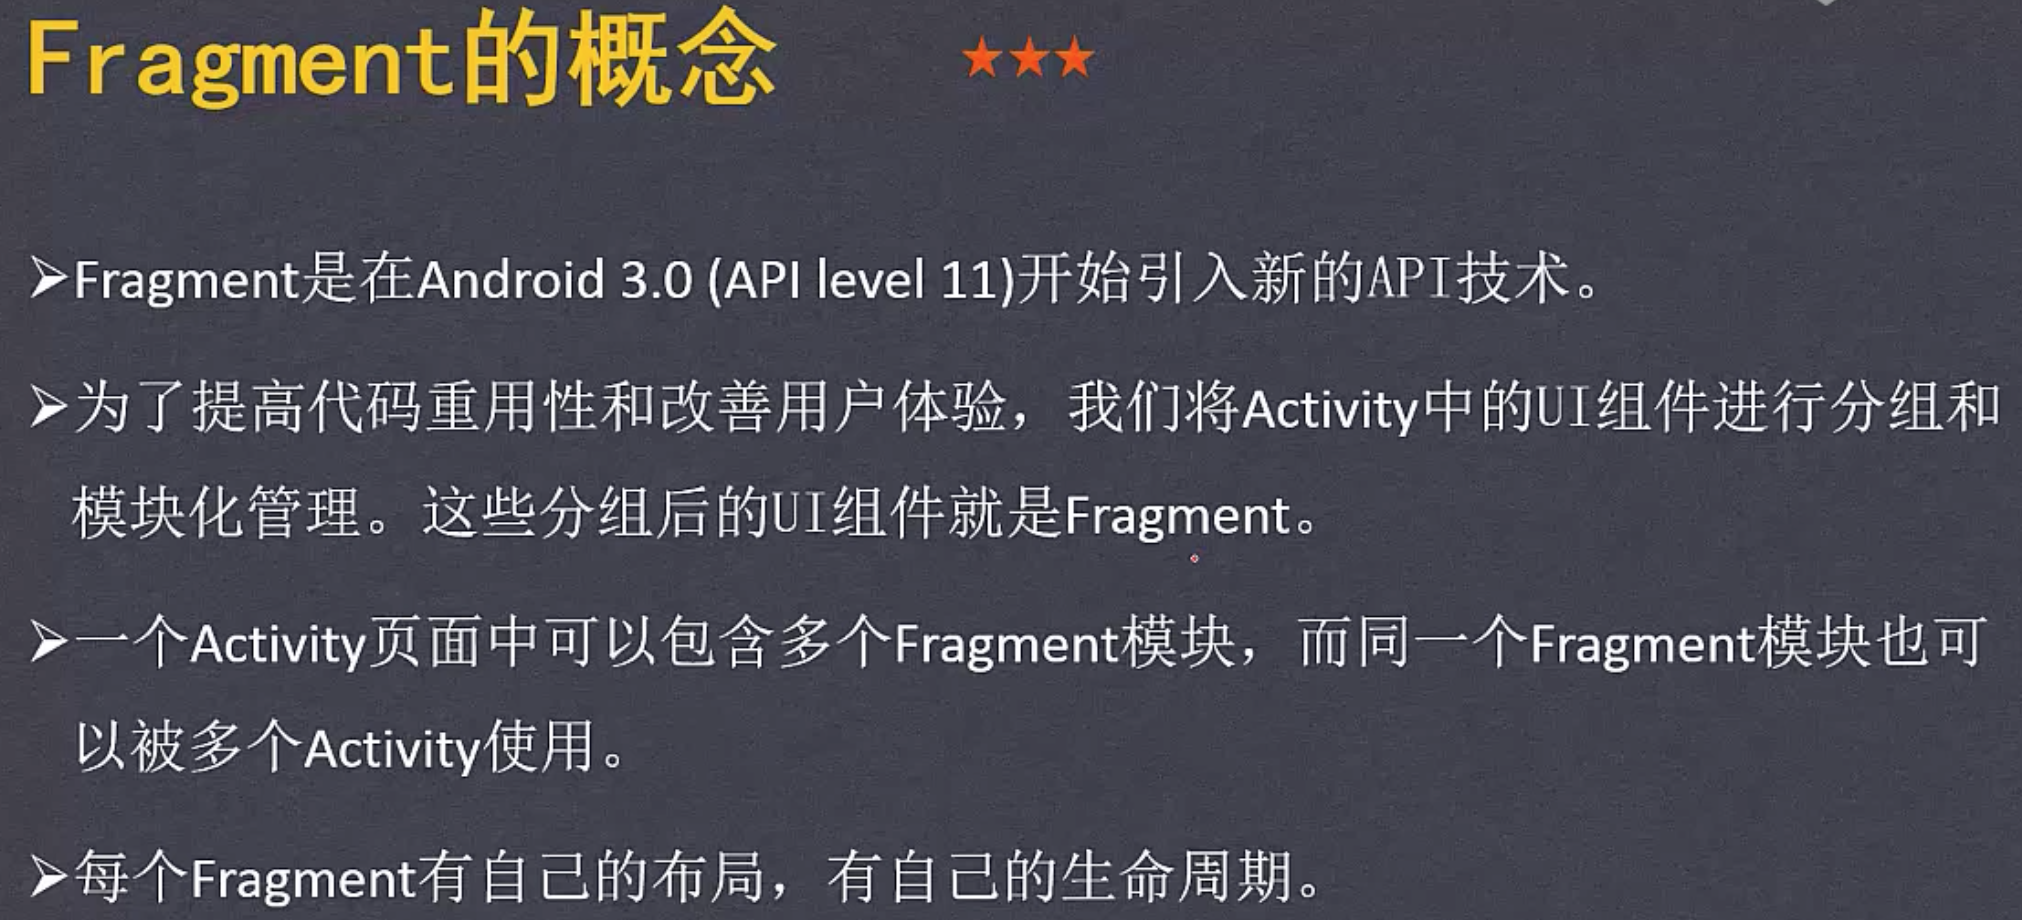 Fragment的概念 ★★★
➢Fragment是在Android 3.0 (API level 11)开始引入新的API技术。
➢为了提高代码重用性和改善用户体验，我们将Activity中的UI组件进行分组和
模块化管理。这些分组后的UI组件就是Fragment。
➢一个Activity页面中可以包含多个Fragment模块，而同一个Fragment模块也可
以被多个Activity使用。
➢每个Fragment有自己的布局，有自己的生命周期。